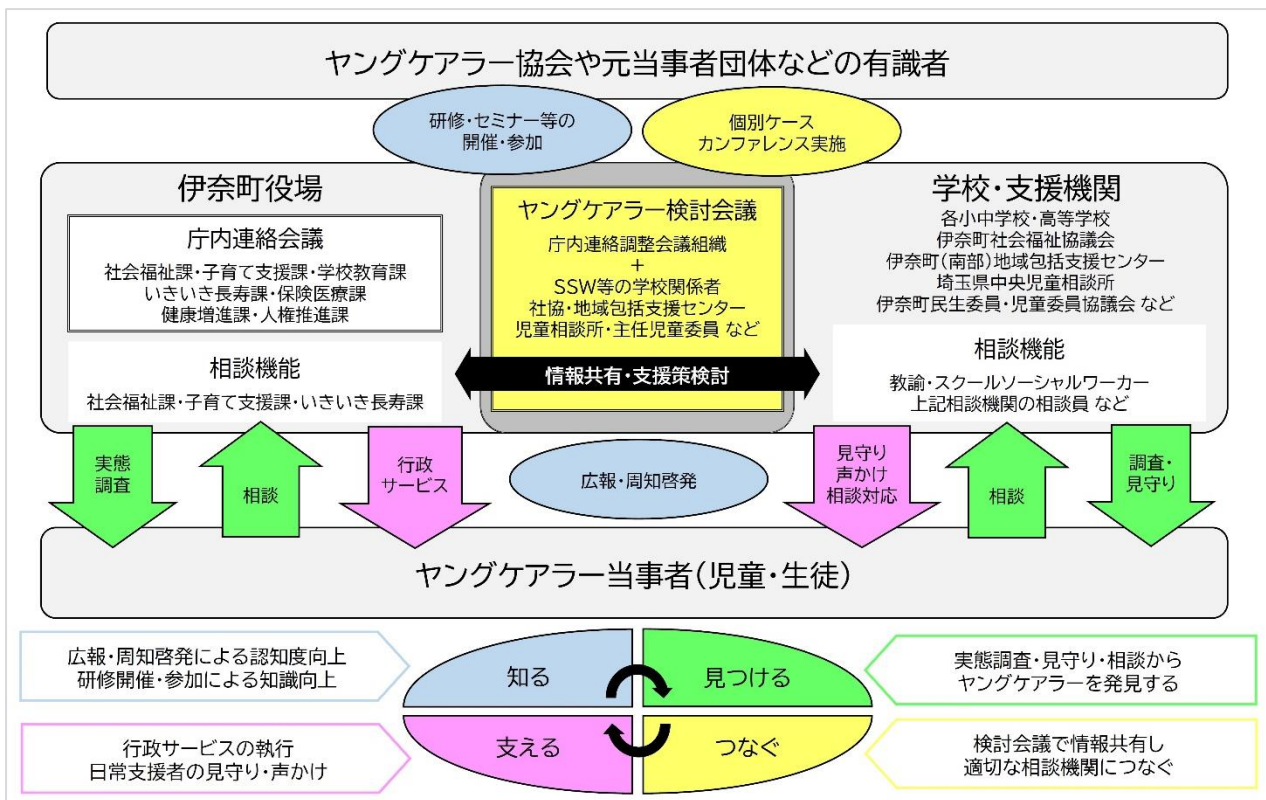 ヤングケアラー協会や元当事者団体などの有識者
研修・セミナー等の
開催・参加
個別ケース
カンファレンス実施
伊奈町役場
庁内連絡会議
社会福祉課・子育て支援課・学校教育課
いきいき長寿課・保険医療課
健康増進課・人権推進課
相談機能
社会福祉課・子育て支援課・いきいき長寿課
ヤングケアラー検討会議
庁内連絡調整会議組織
+
SSW等の学校関係者
社協・地域包括支援センター
児童相談所・主任児童委員 など
情報共有・支援策検討
学校・支援機関
各小中学校・高等学校
伊奈町社会福祉協議会
伊奈町(南部)地域包括支援センター
埼玉県中央児童相談所
伊奈町民生委員・児童委員協議会 など
相談機能
教諭・スクールソーシャルワーカー
上記相談機関の相談員 など
実態
調査
相談
行政
サービス
広報・周知啓発
見守り
声かけ
相談対応
相談
調査・
見守り
ヤングケアラー当事者(児童・生徒)
広報・周知啓発による認知度向上
研修開催・参加による知識向上
知る
見つける
実態調査・見守り・相談から
ヤングケアラーを発見する
行政サービスの執行
日常支援者の見守り・声かけ
支える
つなぐ
検討会議で情報共有し
適切な相談機関につなぐ